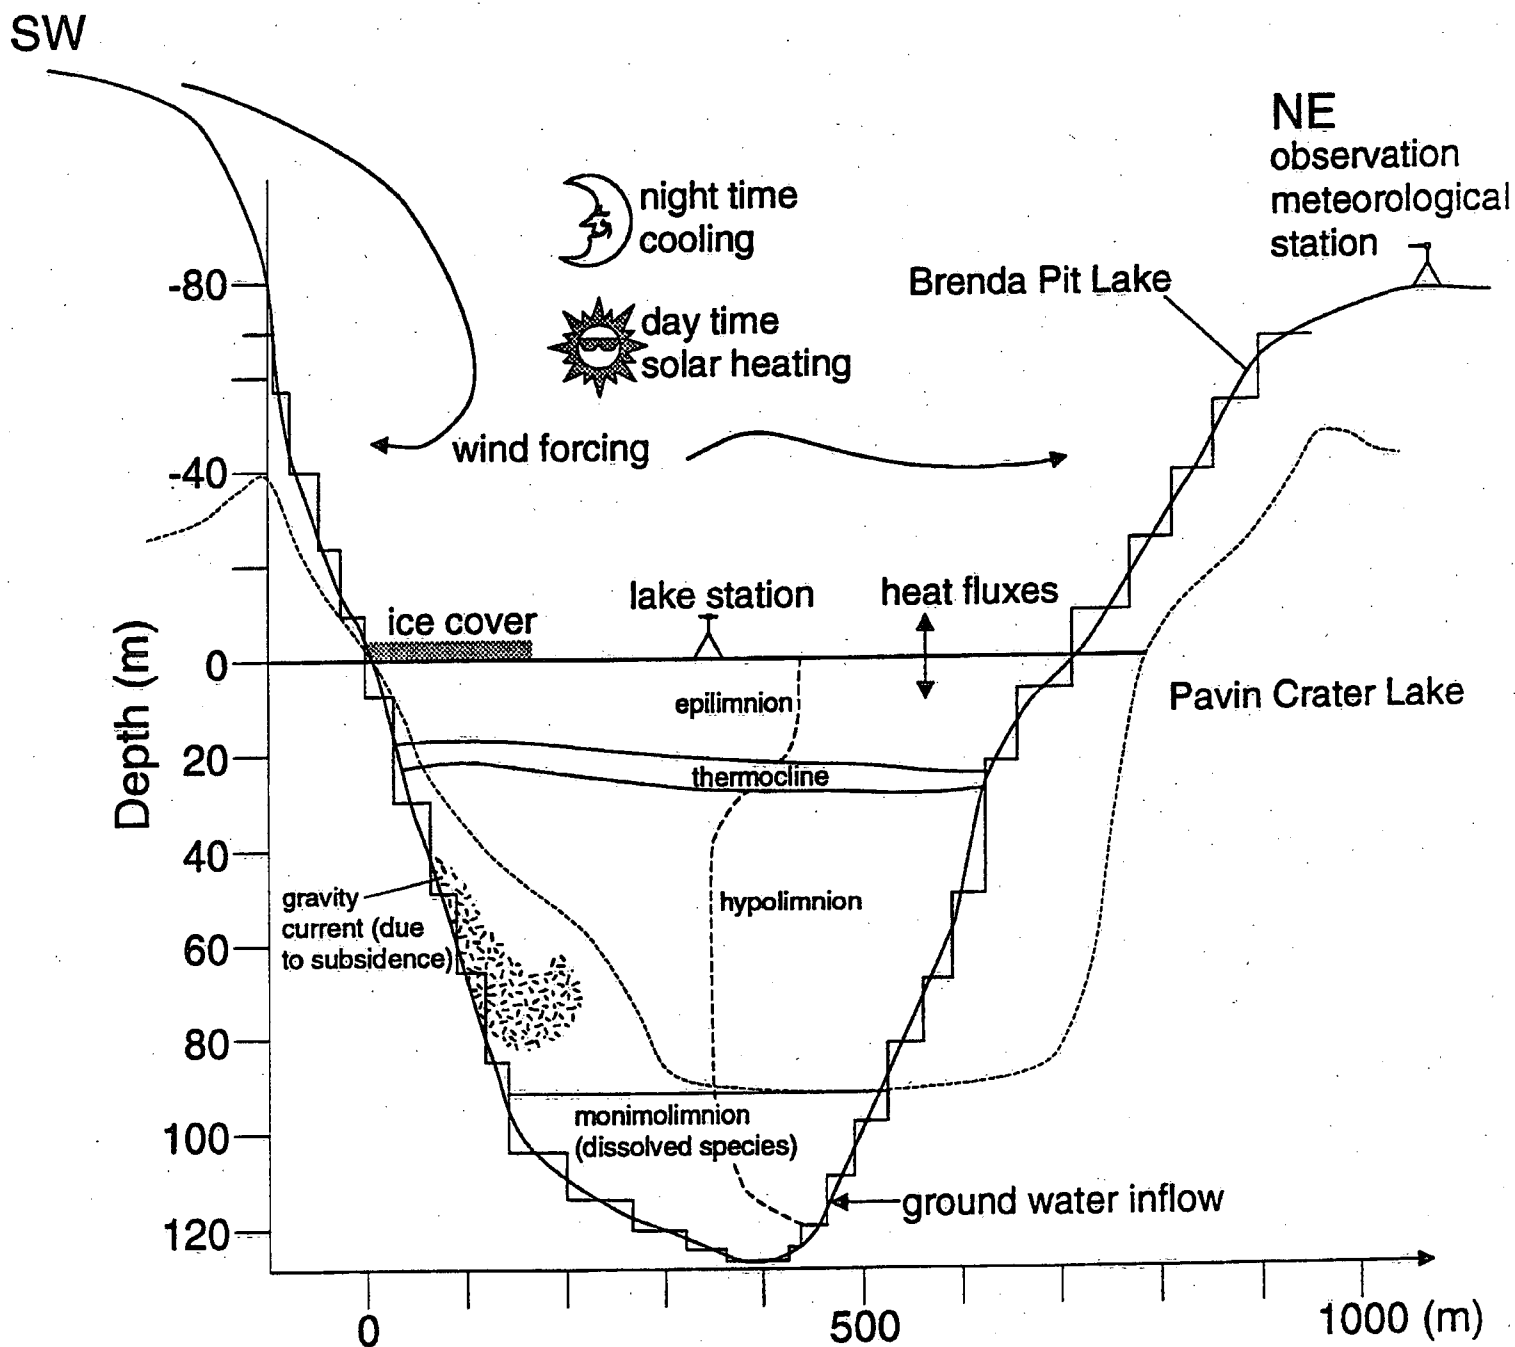 SW
NE
observation
meteorological
station
night time
cooling
Brenda Pit Lake
day time
solar heating
wind forcing
-80
-40
0
20
40
60
80
100
120
Depth (m)
ice cover
lake station
heat fluxes
epilimnion
Pavin Crater Lake
thermocline
gravity
current (due
to subsidence)
hypolimnion
monimolimnion
(dissolved species)
ground water inflow
0
500
1000 (m)